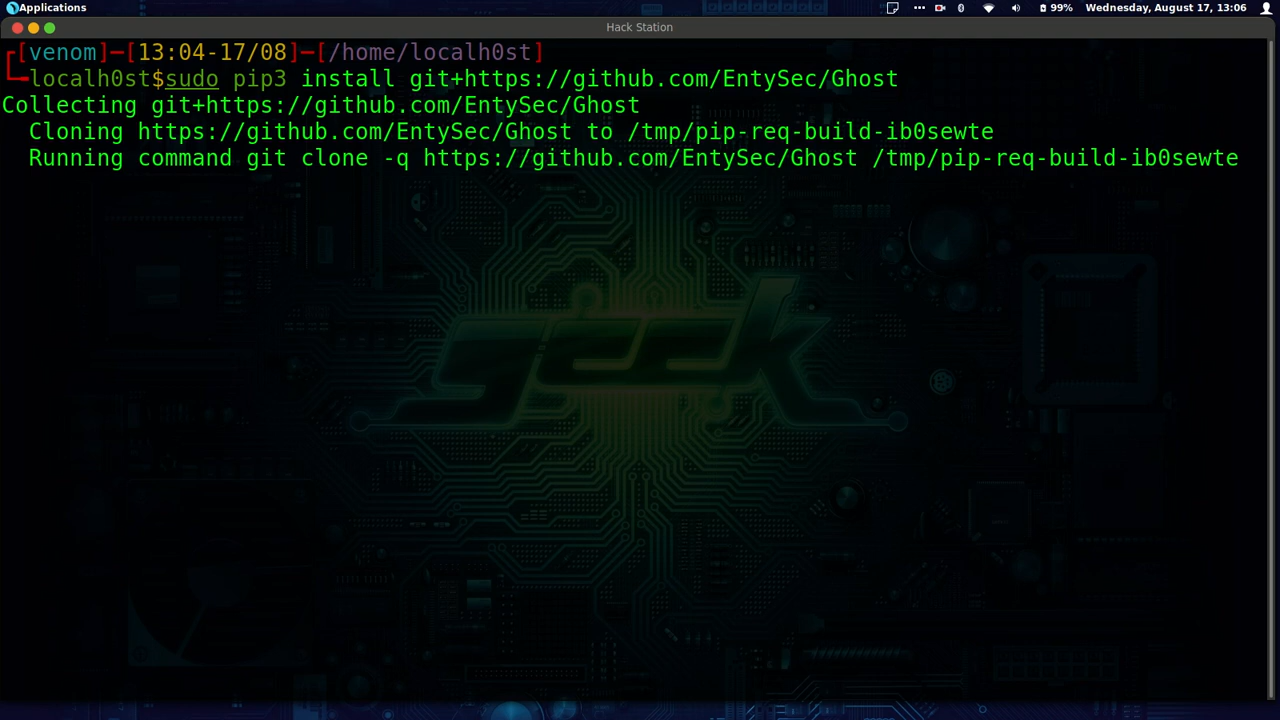 Applications
99%
Wednesday, August 17, 13:06
Hack Station
┌[venom]─[13:04-17/08]─[/home/localh0st]
└╼localh0st$sudo pip3 install git+https://github.com/EntySec/Ghost
Collecting git+https://github.com/EntySec/Ghost
  Cloning https://github.com/EntySec/Ghost to /tmp/pip-req-build-ib0sewte
  Running command git clone -q https://github.com/EntySec/Ghost /tmp/pip-req-build-ib0sewte
geek